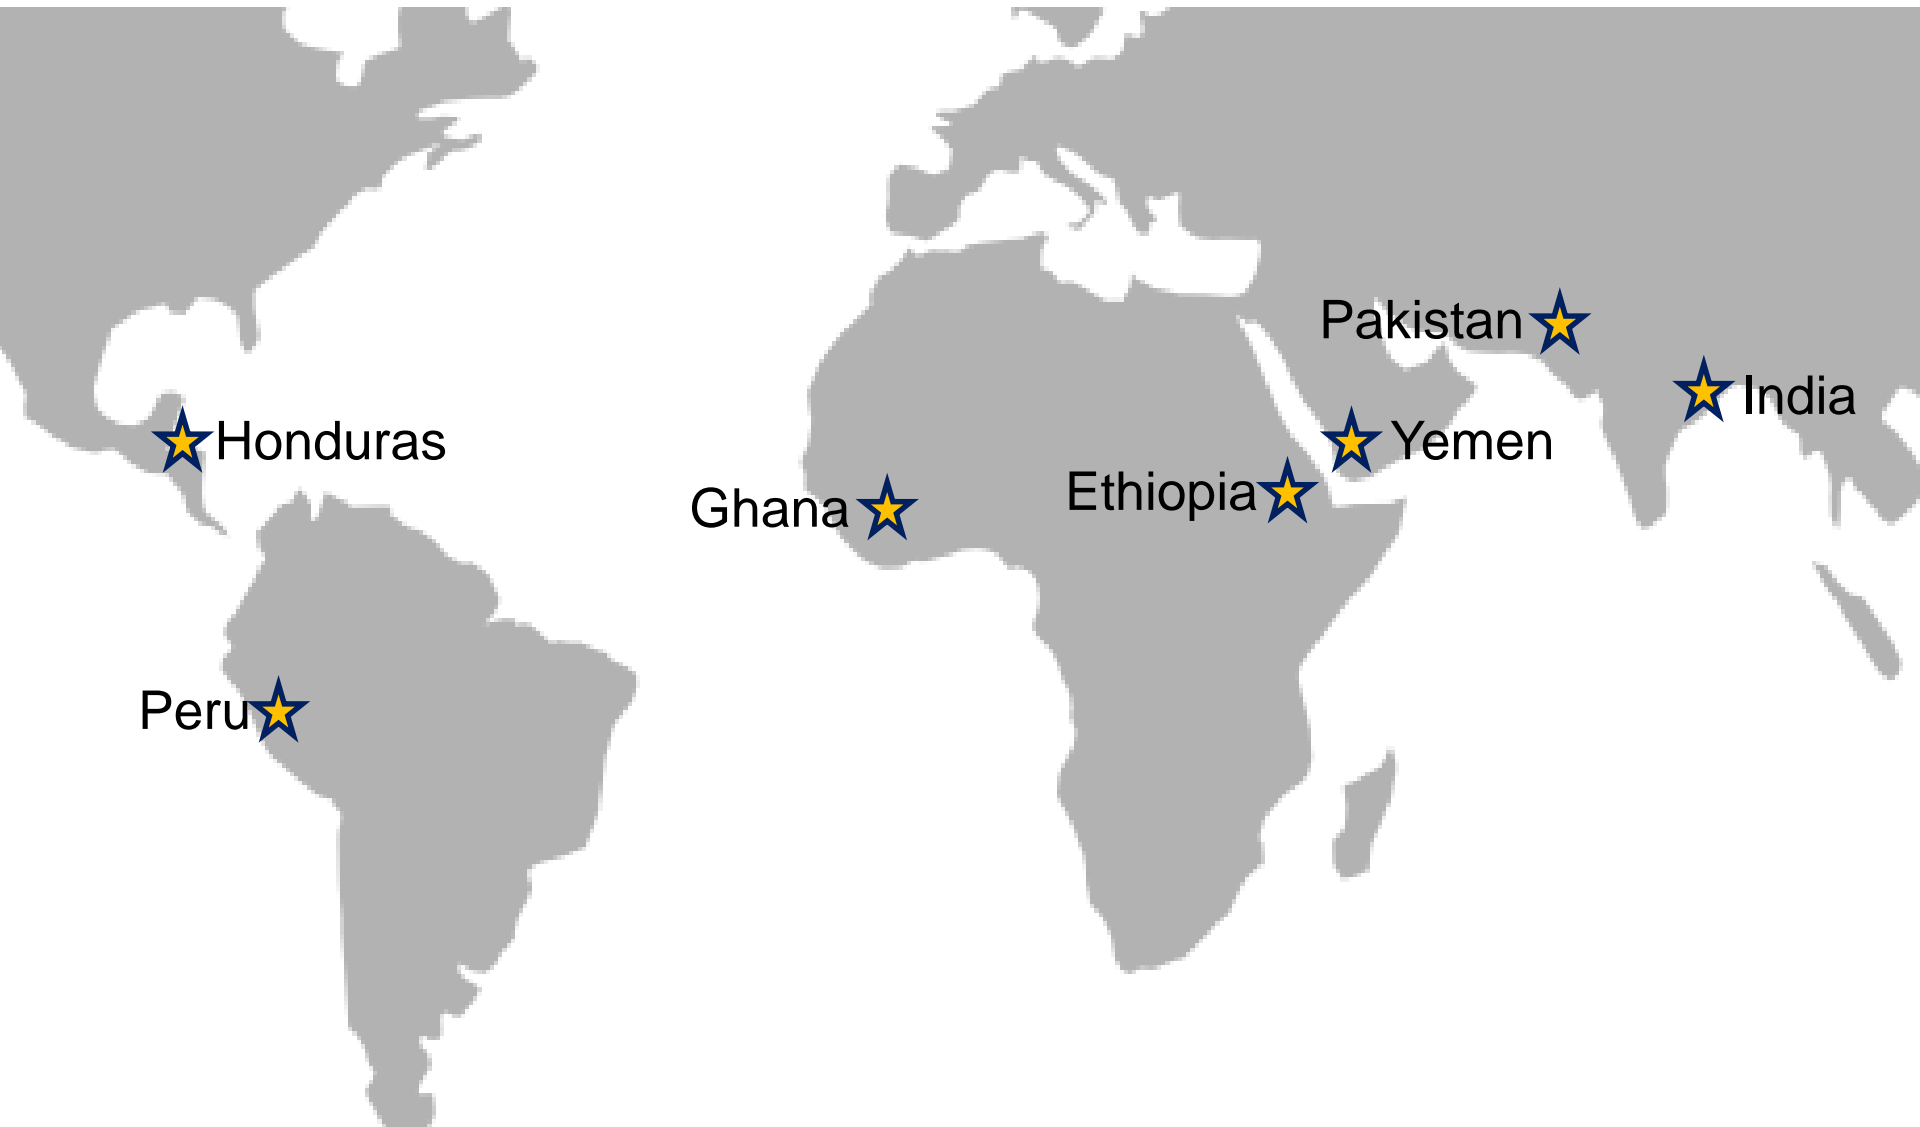 Pakistan
India
Honduras
Yemen
Ethiopia
Ghana
Peru